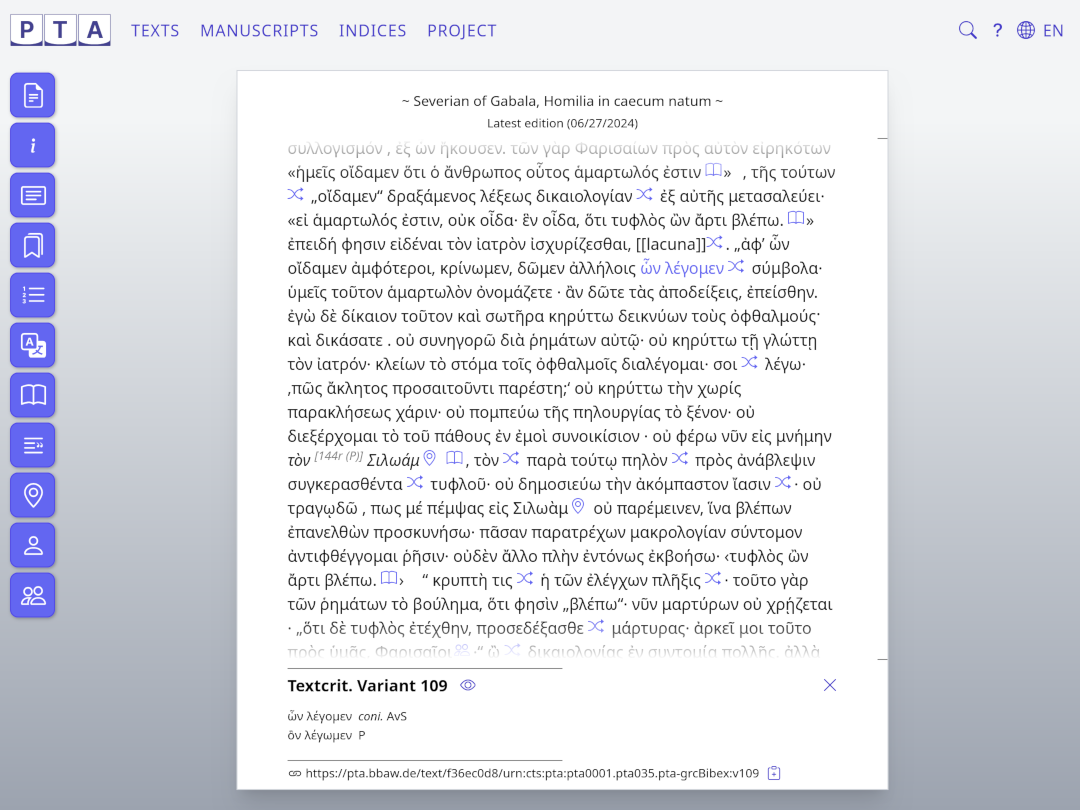 PTA TEXTS MANUSCRIPTS INDICES PROJECT ? EN
~ Severian of Gabala, Homilia in caecum natum ~
Latest edition (06/27/2024)
συλλογισμόν , ἐξ ὧν ἤκουσεν. τῶν γὰρ Φαρισαίων πρὸς αὐτὸν εἰρηκότων
«ἡμεῖς οἴδαμεν ὅτι ὁ ἄνθρωπος οὗτος ἁμαρτωλός ἐστιν » , τῆς τούτων
„οἴδαμεν“ δραξάμενος λέξεως δικαιολογίαν ἐξ αὐτῆς μετασαλεύει·
«εἰ ἁμαρτωλός ἐστιν, οὐκ οἶδα· ἓν οἶδα, ὅτι τυφλὸς ὢν ἄρτι βλέπω. »
ἐπειδή φησιν εἰδέναι τὸν ἰατρὸν ἰσχυρίζεσθαι, [[lacuna]] . „ἀφ’ ὧν
οἴδαμεν ἀμφότεροι, κρίνωμεν, δῶμεν ἀλλήλοις ὧν λέγομεν σύμβολα·
ὑμεῖς τοῦτον ἁμαρτωλὸν ὀνομάζετε · ἂν δῶτε τὰς ἀποδείξεις, ἐπείσθην.
ἐγὼ δὲ δίκαιον τοῦτον καὶ σωτῆρα κηρύττω δεικνύων τοὺς ὀφθαλμούς·
καὶ δικάσατε . οὐ συνηγορῶ διὰ ῥημάτων αὐτῷ· οὐ κηρύττω τῇ γλώττῃ
τὸν ἰατρόν· κλείων τὸ στόμα τοῖς ὀφθαλμοῖς διαλέγομαι· σοι λέγω·
‚πῶς ἄκλητος προσαιτοῦντι παρέστη;‘ οὐ κηρύττω τὴν χωρίς
παρακλήσεως χάριν· οὐ πομπεύω τῆς πηλουργίας τὸ ξένον· οὐ
διεξέρχομαι τὸ τοῦ πάθους ἐν ἐμοὶ συνοικίσιον · οὐ φέρω νῦν εἰς μνήμην
τὸν [144r (P)] Σιλωάμ , τὸν παρὰ τούτῳ πηλὸν πρὸς ἀνάβλεψιν
συγκερασθέντα τυφλοῦ· οὐ δημοσιεύω τὴν ἀκόμπαστον ἴασιν · οὐ
τραγῳδῶ , πως μέ πέμψας εἰς Σιλωὰμ οὐ παρέμεινεν, ἵνα βλέπων
ἐπανελθὼν προσκυνήσω· πᾶσαν παρατρέχων μακρολογίαν σύντομον
ἀντιφθέγγομαι ῥῆσιν· οὐδὲν ἄλλο πλὴν ἐντόνως ἐκβοήσω· ‹τυφλὸς ὢν
ἄρτι βλέπω. › “ κρυπτὴ τις ἡ τῶν ἐλέγχων πλῆξις · τοῦτο γὰρ
τῶν ῥημάτων τὸ βούλημα, ὅτι φησὶν „βλέπω“· νῦν μαρτύρων οὐ χρῄζεται
· „ὅτι δὲ τυφλὸς ἐτέχθην, προσεδέξασθε μάρτυρας· ἀρκεῖ μοι τοῦτο
πρὸς ὑμᾶς, Φαρισαῖοι ·“ ὢ δικαιολογίας ἐν συντομία πολλῆς, ἀλλὰ
Textcrit. Variant 109
ὧν λέγομεν coni. AvS
ὃν λέγωμεν P
https://pta.bbaw.de/text/f36ec0d8/urn:cts:pta:pta0001.pta035.pta-grcBibex:v109